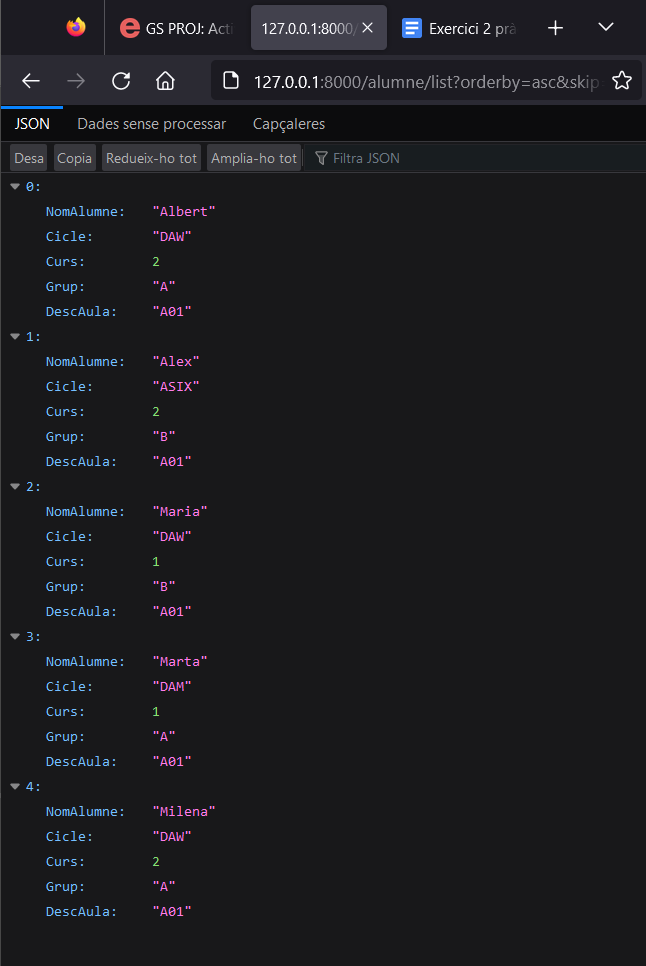 GS PROJ: Acti
127.0.0.1:8000/
Exercici 2 prà
127.0.0.1:8000/alumne/list?orderby=asc&skip
JSON Dades sense processar Capçaleres
Desa Copia Redueix-ho tot Amplia-ho tot Filtra JSON
0:
NomAlumne: "Albert"
Cicle: "DAW"
Curs: 2
Grup: "A"
DescAula: "A01"
1:
NomAlumne: "Alex"
Cicle: "ASIX"
Curs: 2
Grup: "B"
DescAula: "A01"
2:
NomAlumne: "Maria"
Cicle: "DAW"
Curs: 1
Grup: "B"
DescAula: "A01"
3:
NomAlumne: "Marta"
Cicle: "DAM"
Curs: 1
Grup: "A"
DescAula: "A01"
4:
NomAlumne: "Milena"
Cicle: "DAW"
Curs: 2
Grup: "A"
DescAula: "A01"